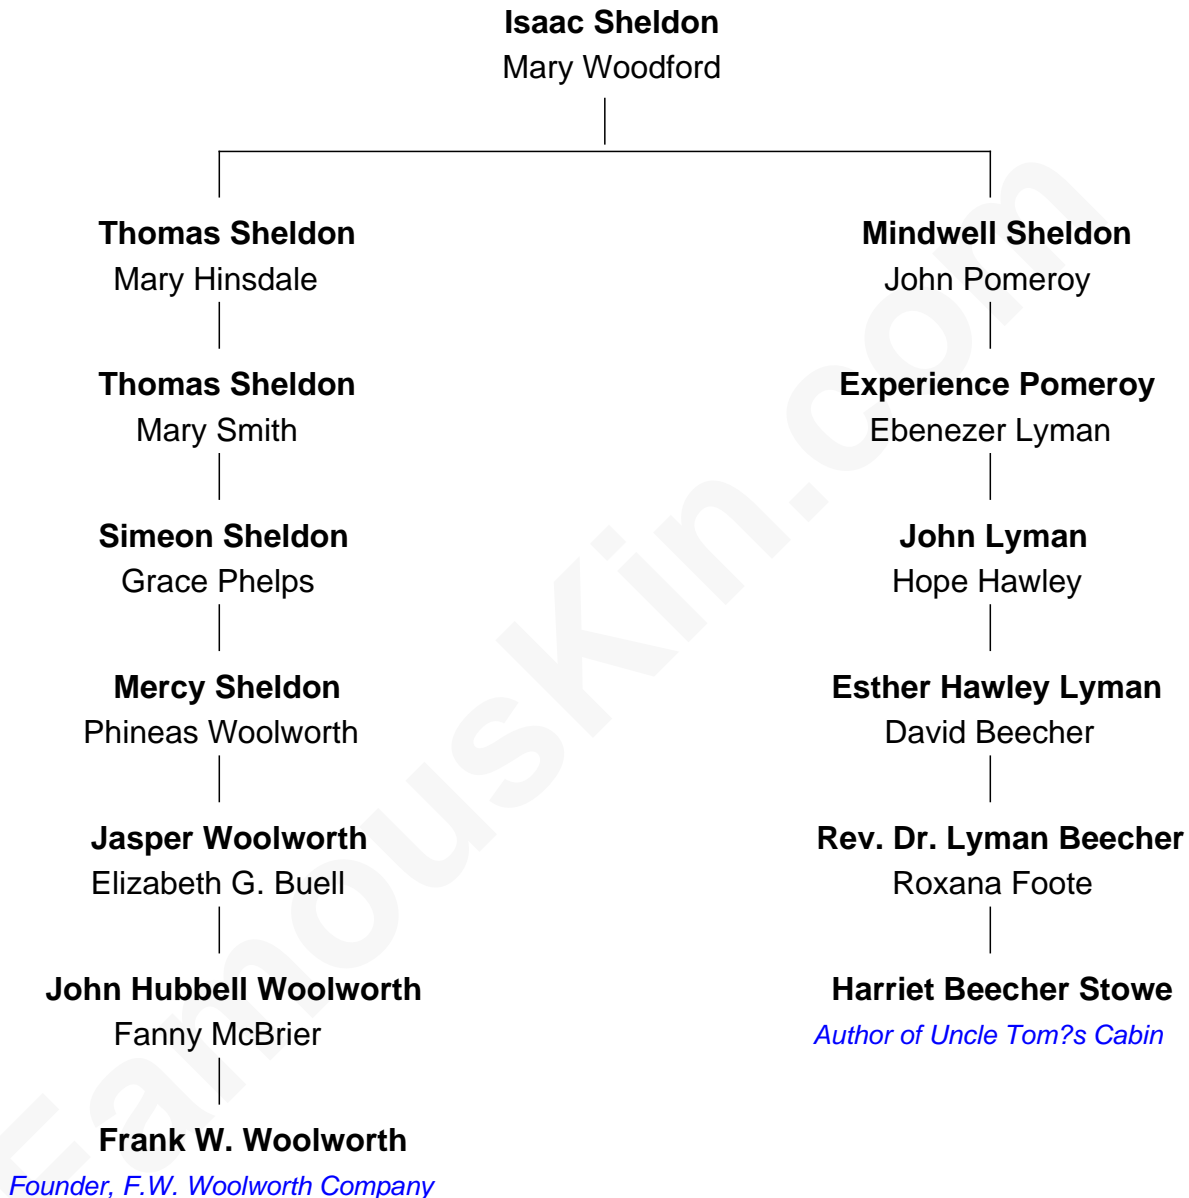 Isaac Sheldon
Mary Woodford
Thomas Sheldon
Mary Hinsdale
Mindwell Sheldon
John Pomeroy
Thomas Sheldon
Mary Smith
Experience Pomeroy
Ebenezer Lyman
Simeon Sheldon
Grace Phelps
John Lyman
Hope Hawley
Mercy Sheldon
Phineas Woolworth
Esther Hawley Lyman
David Beecher
Jasper Woolworth
Elizabeth G. Buell
Rev. Dr. Lyman Beecher
Roxana Foote
John Hubbell Woolworth
Fanny McBrier
Harriet Beecher Stowe
Author of Uncle Tom?s Cabin
Frank W. Woolworth
Founder, F.W. Woolworth Company
FamousKin.com